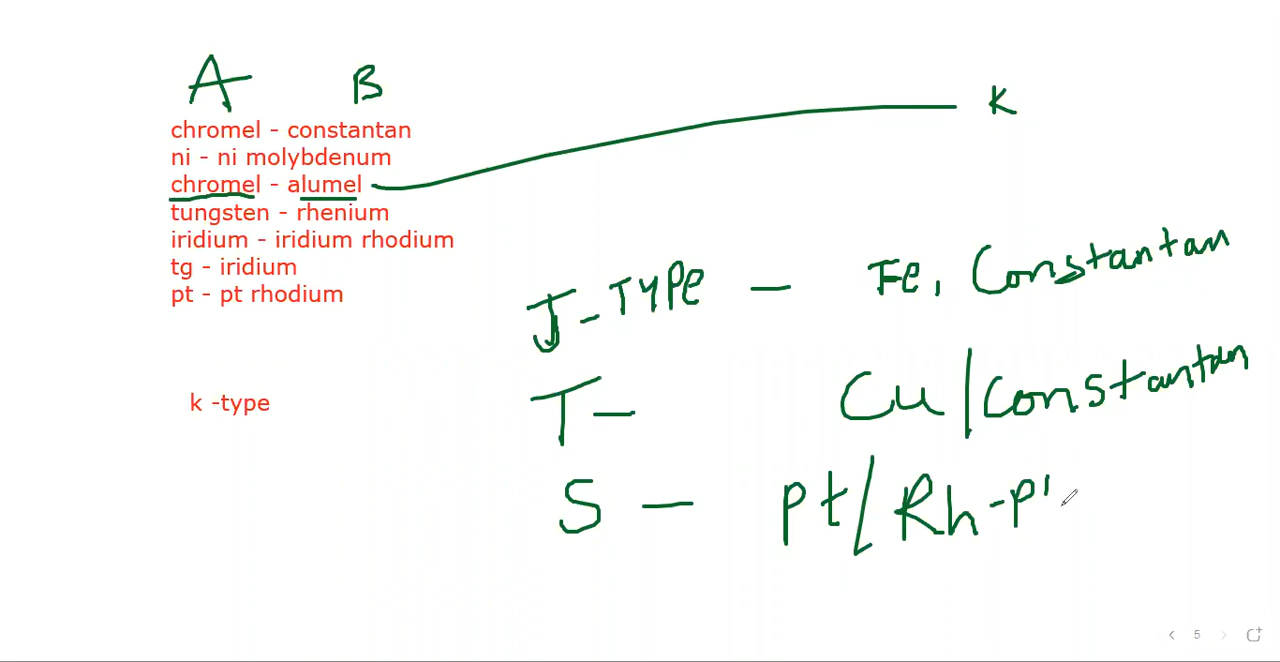 A B
K
chromel - constantan
ni - ni molybdenum
chromel - alumel
tungsten - rhenium
iridium - iridium rhodium
tg - iridium
pt - pt rhodium
J-TYPE - Fe, Constantan
k -type
T- Cu/Constantan
S - Pt/Rh-P
5